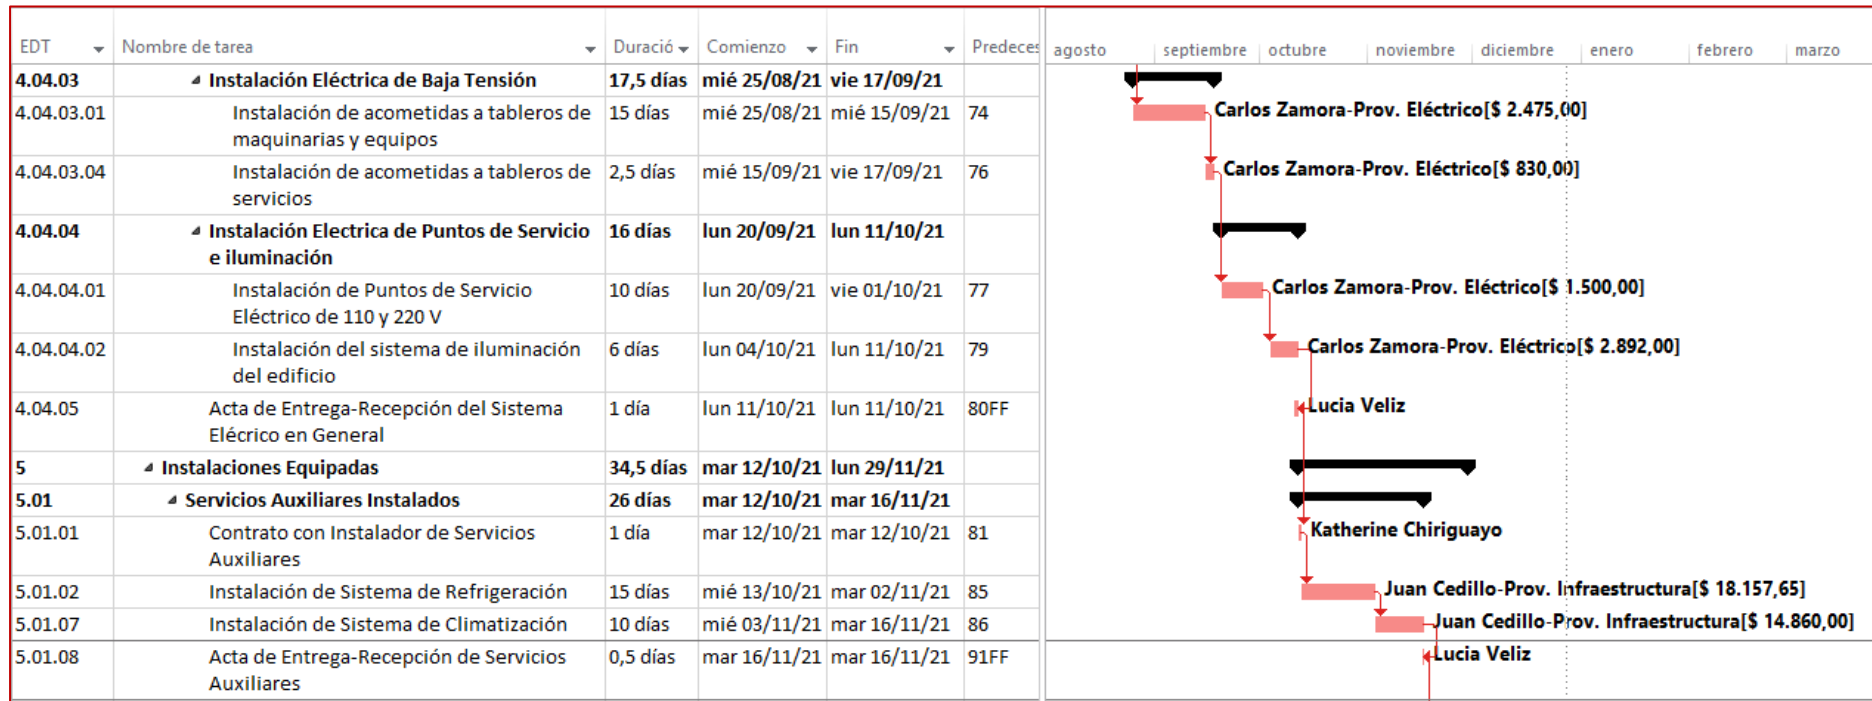 EDT Nombre de tarea Duració Comienzo Fin Predeces agosto septiembre octubre noviembre diciembre enero febrero marzo
4.04.03 Instalación Eléctrica de Baja Tensión 17,5 días mié 25/08/21 vie 17/09/21
4.04.03.01 Instalación de acometidas a tableros de 15 días mié 25/08/21 mié 15/09/21 74 Carlos Zamora-Prov. Eléctrico[$ 2.475,00]
maquinarias y equipos
4.04.03.04 Instalación de acometidas a tableros de 2,5 días mié 15/09/21 vie 17/09/21 76 Carlos Zamora-Prov. Eléctrico[$ 830,00]
servicios
4.04.04 Instalación Electrica de Puntos de Servicio 16 días lun 20/09/21 lun 11/10/21
e iluminación
4.04.04.01 Instalación de Puntos de Servicio 10 días lun 20/09/21 vie 01/10/21 77 Carlos Zamora-Prov. Eléctrico[$ 1.500,00]
Eléctrico de 110 y 220 V
4.04.04.02 Instalación del sistema de iluminación 6 días lun 04/10/21 lun 11/10/21 79 Carlos Zamora-Prov. Eléctrico[$ 2.892,00]
del edificio
4.04.05 Acta de Entrega-Recepción del Sistema 1 día lun 11/10/21 lun 11/10/21 80FF Lucia Veliz
Elécrico en General
5 Instalaciones Equipadas 34,5 días mar 12/10/21 lun 29/11/21
5.01 Servicios Auxiliares Instalados 26 días mar 12/10/21 mar 16/11/21
5.01.01 Contrato con Instalador de Servicios 1 día mar 12/10/21 mar 12/10/21 81 Katherine Chiriguayo
Auxiliares
5.01.02 Instalación de Sistema de Refrigeración 15 días mié 13/10/21 mar 02/11/21 85 Juan Cedillo-Prov. Infraestructura[$ 18.157,65]
5.01.07 Instalación de Sistema de Climatización 10 días mié 03/11/21 mar 16/11/21 86 Juan Cedillo-Prov. Infraestructura[$ 14.860,00]
5.01.08 Acta de Entrega-Recepción de Servicios 0,5 días mar 16/11/21 mar 16/11/21 91FF Lucia Veliz
Auxiliares